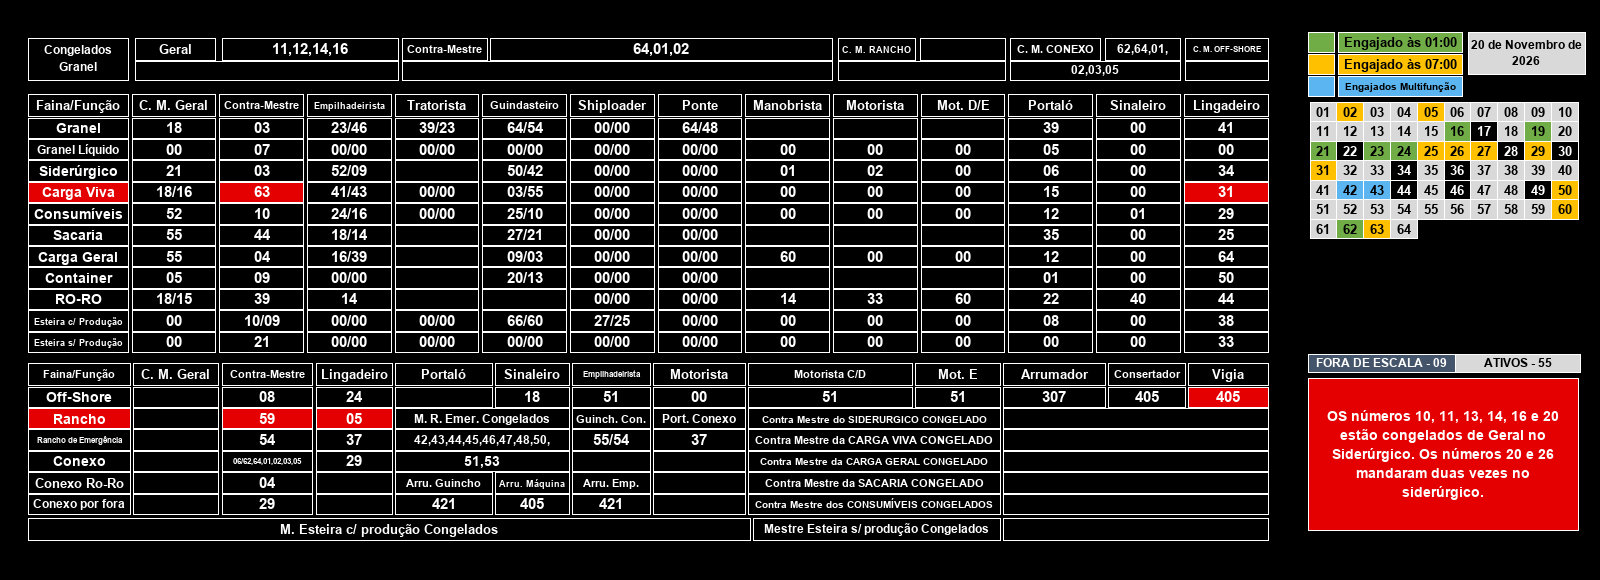 Congelados Granel Geral 11,12,14,16 Contra-Mestre 64,01,02 C. M. RANCHO C. M. CONEXO 62,64,01, C. M. OFF-SHORE
02,03,05
Faina/Função C. M. Geral Contra-Mestre Empilhadeirista Tratorista Guindasteiro Shiploader Ponte Manobrista Motorista Mot. D/E Portaló Sinaleiro Lingadeiro
Granel 18 03 23/46 39/23 64/54 00/00 64/48 39 00 41
Granel Líquido 00 07 00/00 00/00 00/00 00/00 00/00 00 00 00 05 00 00
Siderúrgico 21 03 52/09 50/42 00/00 00/00 01 02 00 06 00 34
Carga Viva 18/16 63 41/43 00/00 03/55 00/00 00/00 00 00 00 15 00 31
Consumíveis 52 10 24/16 00/00 25/10 00/00 00/00 00 00 00 12 01 29
Sacaria 55 44 18/14 27/21 00/00 00/00 35 00 25
Carga Geral 55 04 16/39 09/03 00/00 00/00 60 00 00 12 00 64
Container 05 09 00/00 20/13 00/00 00/00 01 00 50
RO-RO 18/15 39 14 00/00 00/00 14 33 60 22 40 44
Esteira c/ Produção 00 10/09 00/00 00/00 66/60 27/25 00/00 00 00 00 08 00 38
Esteira s/ Produção 00 21 00/00 00/00 00/00 00/00 00/00 00 00 00 00 00 33
Faina/Função C. M. Geral Contra-Mestre Lingadeiro Portaló Sinaleiro Empilhadeirista Motorista Motorista C/D Mot. E Arrumador Consertador Vigia
Off-Shore 08 24 18 51 00 51 51 307 405 405
Rancho 59 05 M. R. Emer. Congelados Guinch. Con. Port. Conexo Contra Mestre do SIDERURGICO CONGELADO
Rancho de Emergência 54 37 42,43,44,45,46,47,48,50, 55/54 37 Contra Mestre da CARGA VIVA CONGELADO
Conexo 06/62,64,01,02,03,05 29 51,53 Contra Mestre da CARGA GERAL CONGELADO
Conexo Ro-Ro 04 Arru. Guincho Arru. Máquina Arru. Emp. Contra Mestre da SACARIA CONGELADO
Conexo por fora 29 421 405 421 Contra Mestre dos CONSUMÍVEIS CONGELADOS
M. Esteira c/ produção Congelados Mestre Esteira s/ produção Congelados
Engajado às 01:00
Engajado às 07:00
Engajados Multifunção
20 de Novembro de
2026
01 02 03 04 05 06 07 08 09 10
11 12 13 14 15 16 17 18 19 20
21 22 23 24 25 26 27 28 29 30
31 32 33 34 35 36 37 38 39 40
41 42 43 44 45 46 47 48 49 50
51 52 53 54 55 56 57 58 59 60
61 62 63 64
FORA DE ESCALA - 09 ATIVOS - 55
OS números 10, 11, 13, 14, 16 e 20
estão congelados de Geral no
Siderúrgico. Os números 20 e 26
mandaram duas vezes no
siderúrgico.